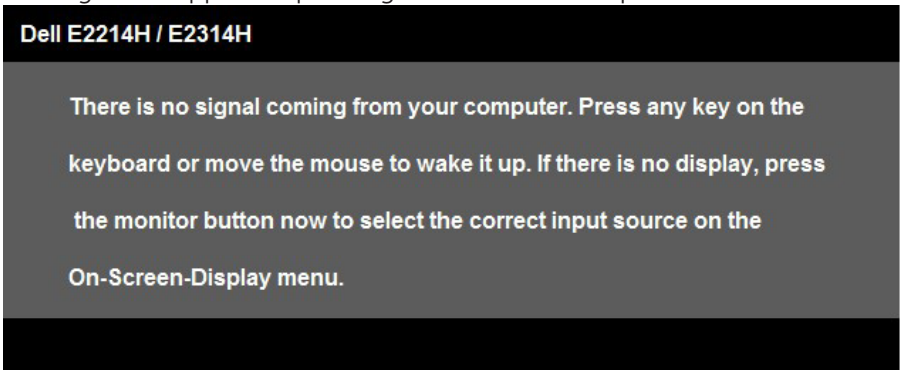 Dell E2214H / E2314H
There is no signal coming from your computer. Press any key on the
keyboard or move the mouse to wake it up. If there is no display, press
the monitor button now to select the correct input source on the
On-Screen-Display menu.